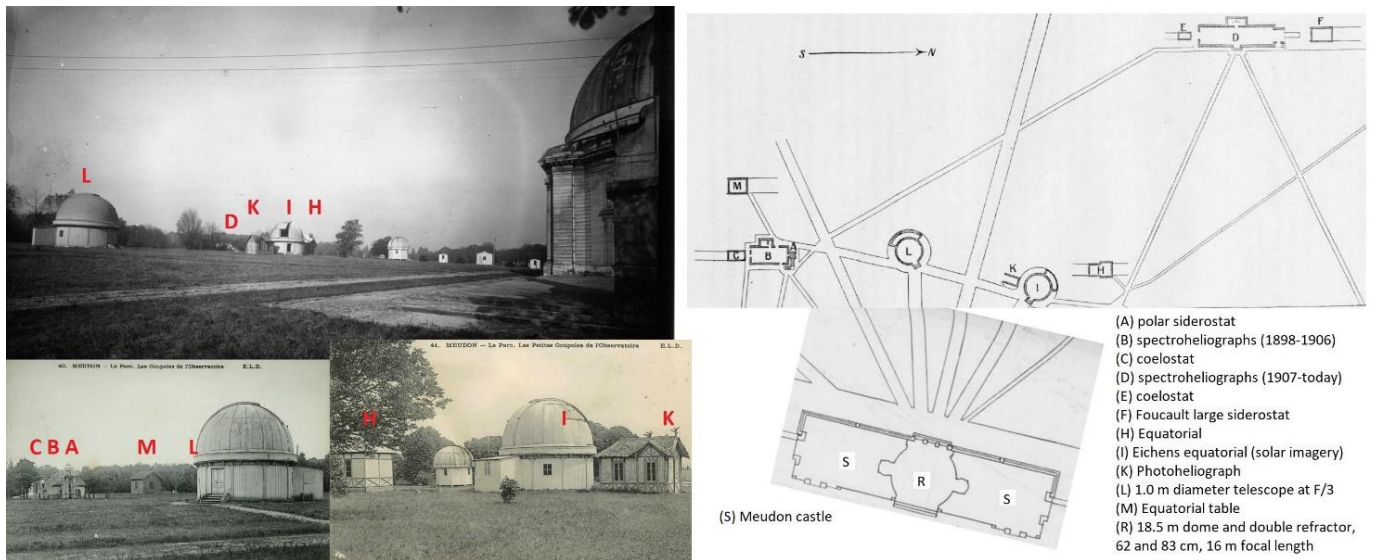 L
D
K
I
H
40. MEUDON — Le Parc. Les Coupoles de l'Observatoire E.L.D.
C B A
M
L
41. MEUDON — Le Parc. Les Petites Coupoles de l'Observatoire E.L.D.
H
I
K
S
N
E
D
F
M
C
B
A
L
K
I
H
S
R
S
(S) Meudon castle
(A) polar siderostat
(B) spectroheliographs (1898-1906)
(C) coelostat
(D) spectroheliographs (1907-today)
(E) coelostat
(F) Foucault large siderostat
(H) Equatorial
(I) Eichens equatorial (solar imagery)
(K) Photoheliograph
(L) 1.0 m diameter telescope at F/3
(M) Equatorial table
(R) 18.5 m dome and double refractor,
62 and 83 cm, 16 m focal length